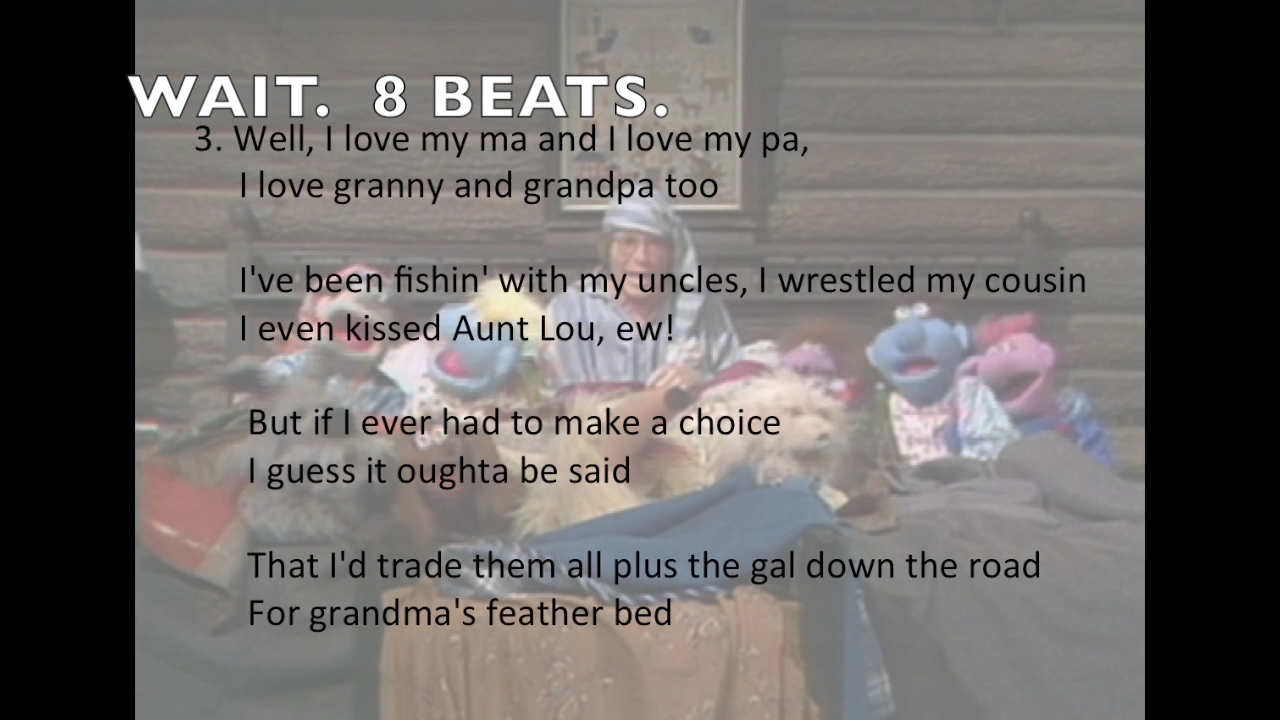 WAIT. 8 BEATS.
3. Well, I love my ma and I love my pa,
I love granny and grandpa too
I've been fishin' with my uncles, I wrestled my cousin
I even kissed Aunt Lou, ew!
But if I ever had to make a choice
I guess it oughta be said
That I'd trade them all plus the gal down the road
For grandma's feather bed